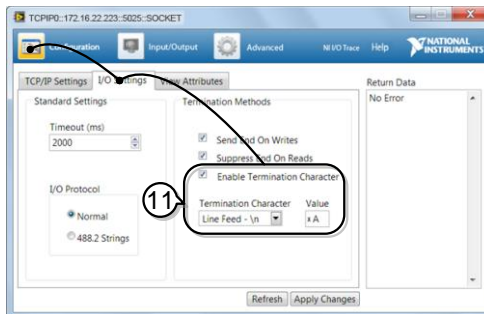 TCPIP0::172.16.22.223::5025::SOCKET
Configuration Input/Output Advanced NI I/O Trace Help NATIONAL INSTRUMENTS
TCP/IP Settings I/O Settings View Attributes
Return Data
Standard Settings
Termination Methods
No Error
Timeout (ms)
2000
Send End On Writes
Suppress End On Reads
Enable Termination Character
I/O Protocol
Normal
488.2 Strings
11
Termination Character Value
Line Feed - \n x A
Refresh Apply Changes